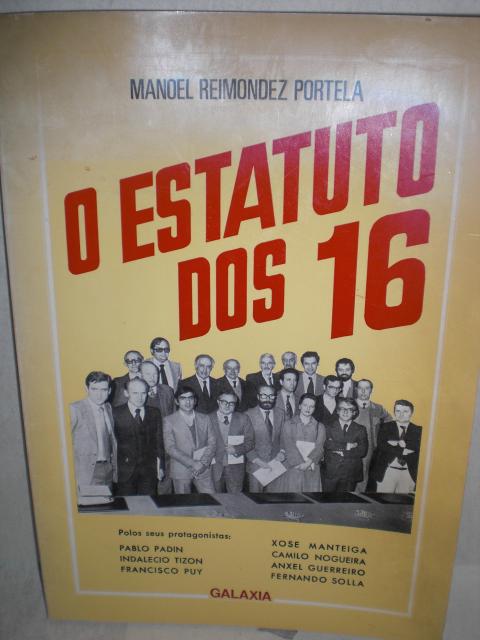 MANOEL REIMONDEZ PORTELA
O ESTATUTO
DOS 16
Polos seus protagonistas:
PABLO PADIN
INDALECIO TIZON
FRANCISCO PUY
XOSE MANTEIGA
CAMILO NOGUEIRA
ANXEL GUERREIRO
FERNANDO SOLLA
GALAXIA